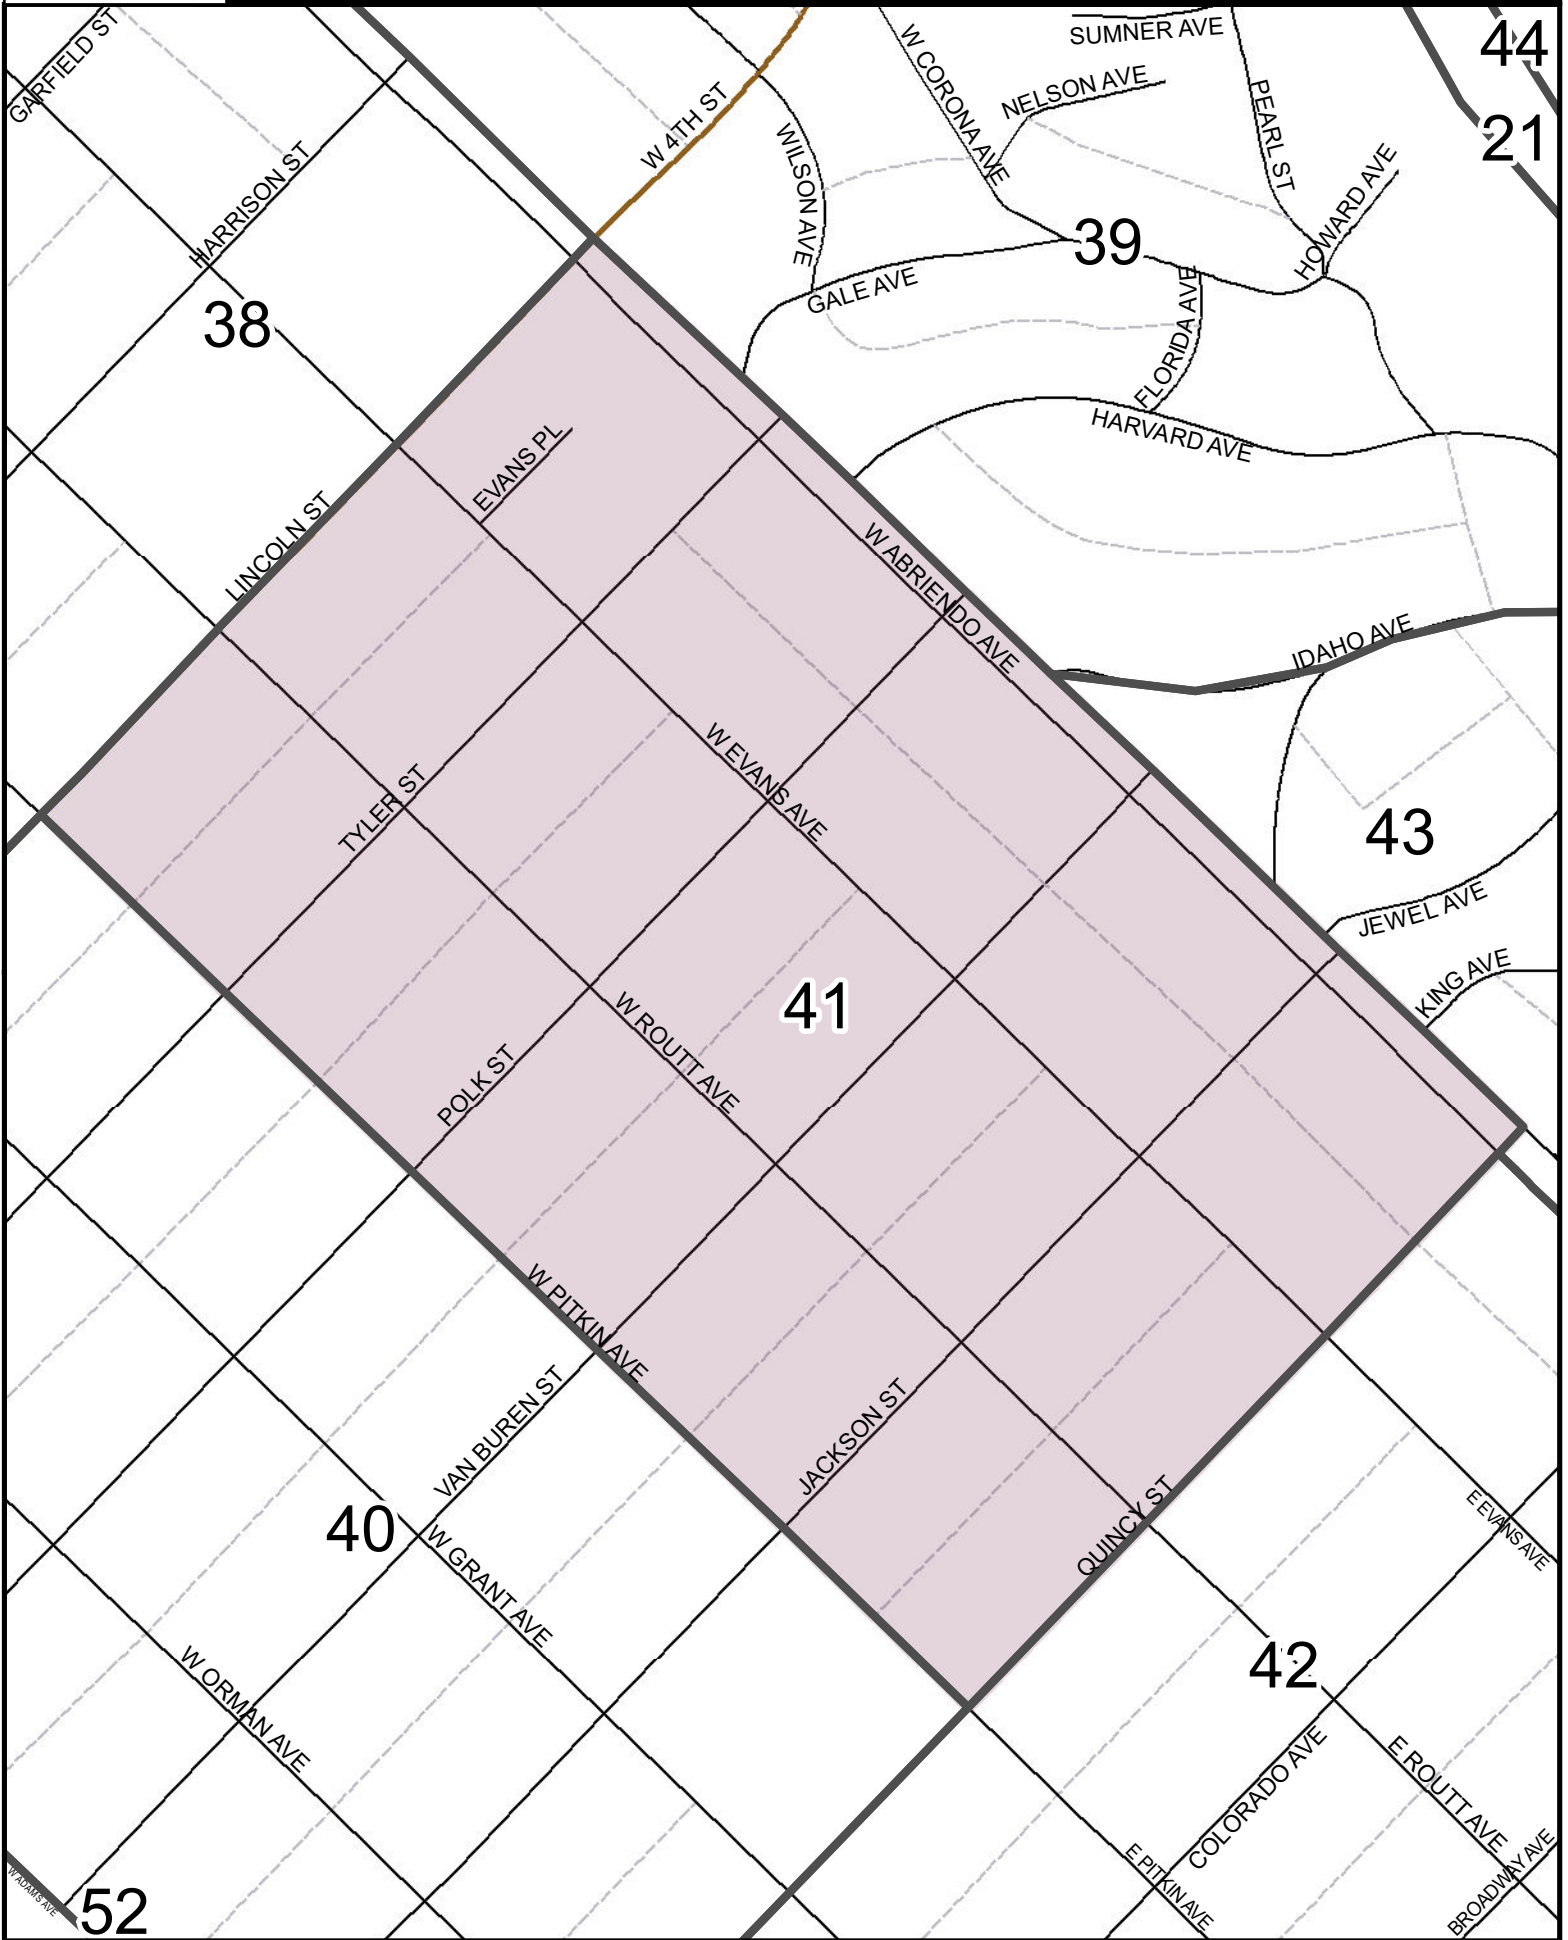 GARFIELD ST
W CORONA AVE
SUMNER AVE
44
NELSON AVE
PEARL ST
W 4TH ST
21
HARRISON ST
WILSON AVE
HOWARD AVE
39
GALE AVE
38
FLORIDA AVE
HARVARD AVE
EVANS PL
LINCOLN ST
W ABRIENDO AVE
IDAHO AVE
W EVANS AVE
TYLER ST
43
JEWEL AVE
KING AVE
41
W ROUTT AVE
POLK ST
W PITKIN AVE
VAN BUREN ST
JACKSON ST
QUINCY ST
E EVANS AVE
40
W GRANT AVE
42
W ORMAN AVE
COLORADO AVE
E ROUTT AVE
E PITKIN AVE
BROADWAY AVE
W ADAMS AVE
52